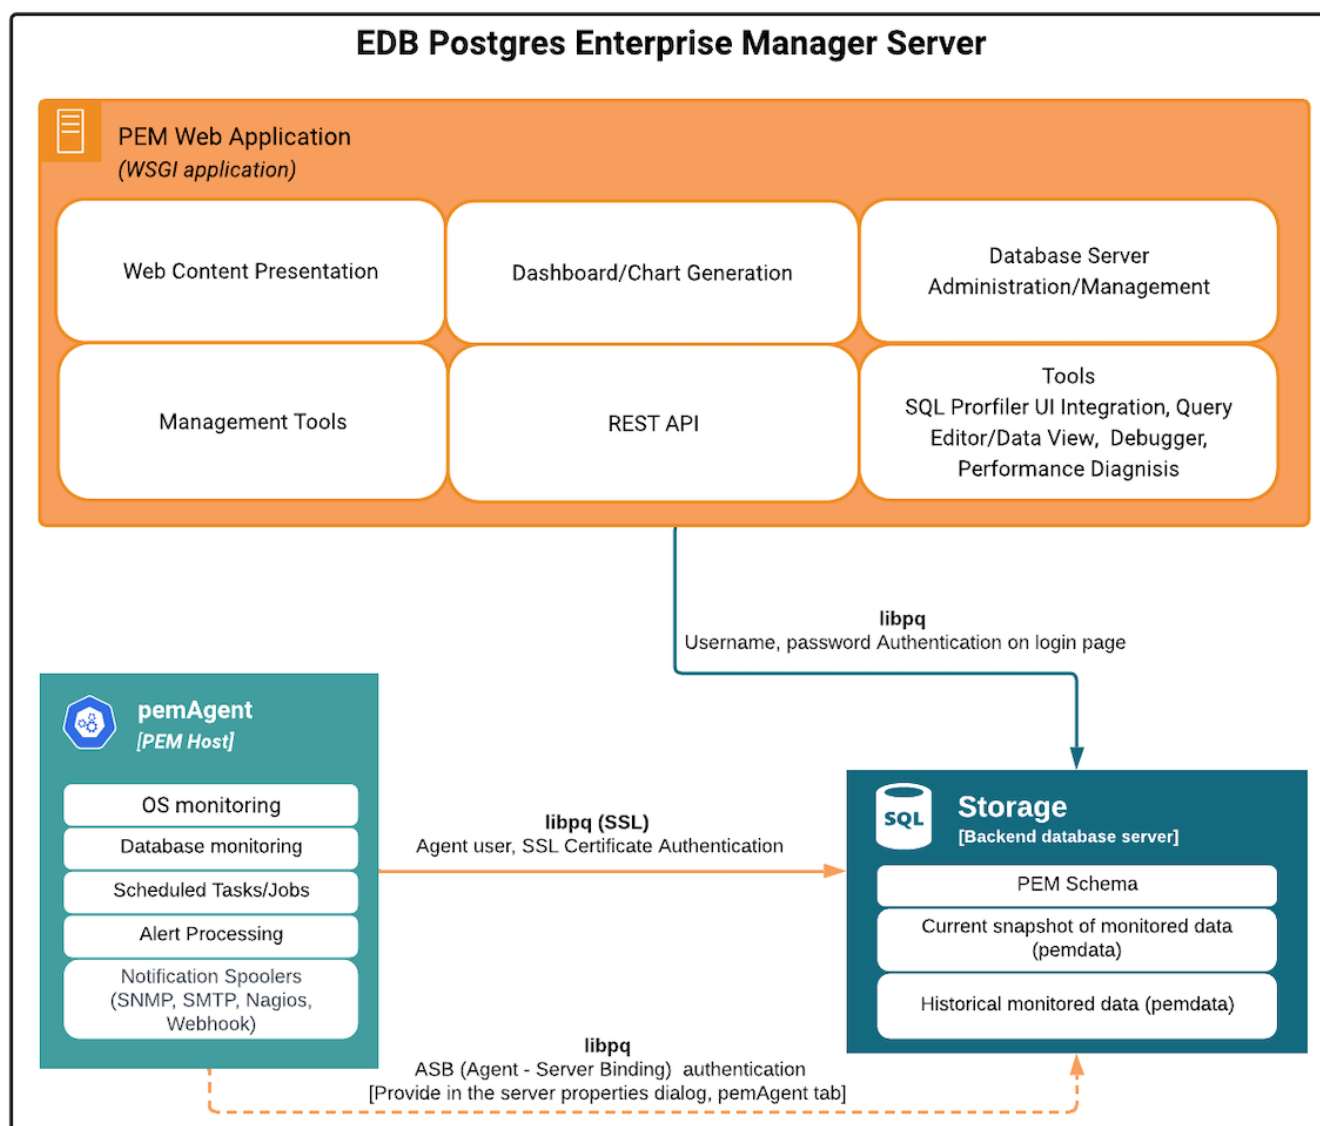 EDB Postgres Enterprise Manager Server
PEM Web Application
(WSGI application)
Web Content Presentation
Dashboard/Chart Generation
Database Server
Administration/Management
Management Tools
REST API
Tools
SQL Prorfiler UI Integration, Query
Editor/Data View, Debugger,
Performance Diagnisis
libpq
Username, password Authentication on login page
pemAgent
[PEM Host]
OS monitoring
Database monitoring
Scheduled Tasks/Jobs
Alert Processing
Notification Spoolers
(SNMP, SMTP, Nagios,
Webhook)
libpq (SSL)
Agent user, SSL Certificate Authentication
SQL
Storage
[Backend database server]
PEM Schema
Current snapshot of monitored data
(pemdata)
Historical monitored data (pemdata)
libpq
ASB (Agent - Server Binding) authentication
[Provide in the server properties dialog, pemAgent tab]